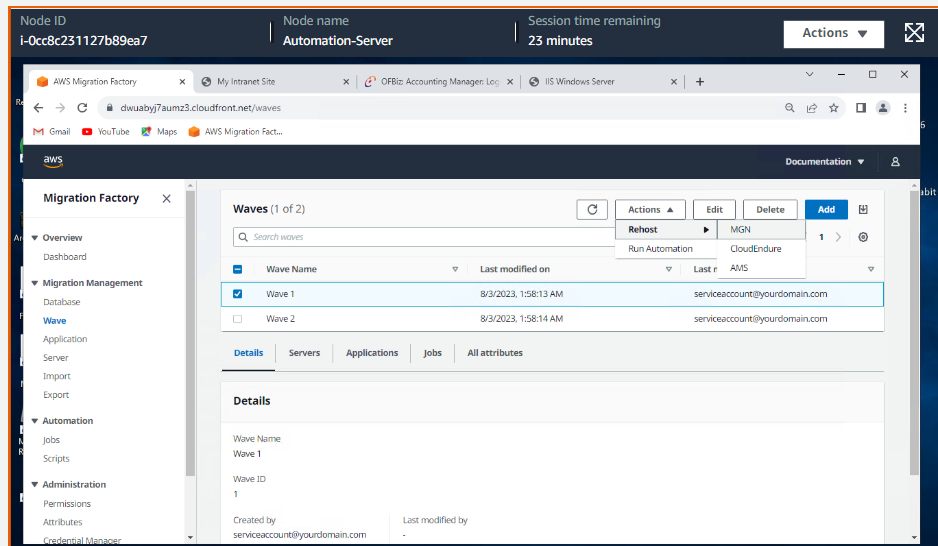 Node ID
i-0cc8c231127b89ea7
Node name
Automation-Server
Session time remaining
23 minutes
Actions
AWS Migration Factory
My Intranet Site
OFBiz: Accounting Manager: Log
IIS Windows Server
dwuabyj7aumz3.cloudfront.net/waves
Gmail
YouTube
Maps
AWS Migration Fact...
aws
Documentation
Migration Factory
Overview
Dashboard
Migration Management
Database
Wave
Application
Server
Import
Export
Automation
Jobs
Scripts
Administration
Permissions
Attributes
Credential Manager
Waves (1 of 2)
Actions
Edit
Delete
Add
Search waves
1
Rehost
Run Automation
MGN
CloudEndure
AMS
Wave Name
Last modified on
Wave 1
8/3/2023, 1:58:13 AM
serviceaccount@yourdomain.com
Wave 2
8/3/2023, 1:58:14 AM
serviceaccount@yourdomain.com
Details
Servers
Applications
Jobs
All attributes
Details
Wave Name
Wave 1
Wave ID
1
Created by
serviceaccount@yourdomain.com
Last modified by
-